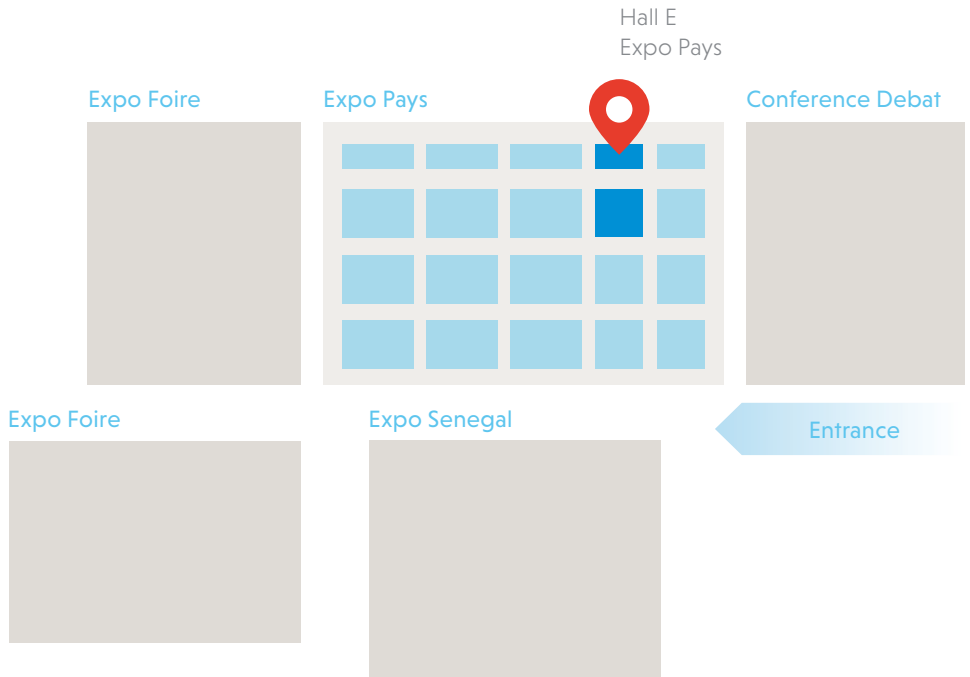 Hall E
Expo Pays
Expo Foire
Expo Pays
Conference Debat
Expo Foire
Expo Senegal
Entrance